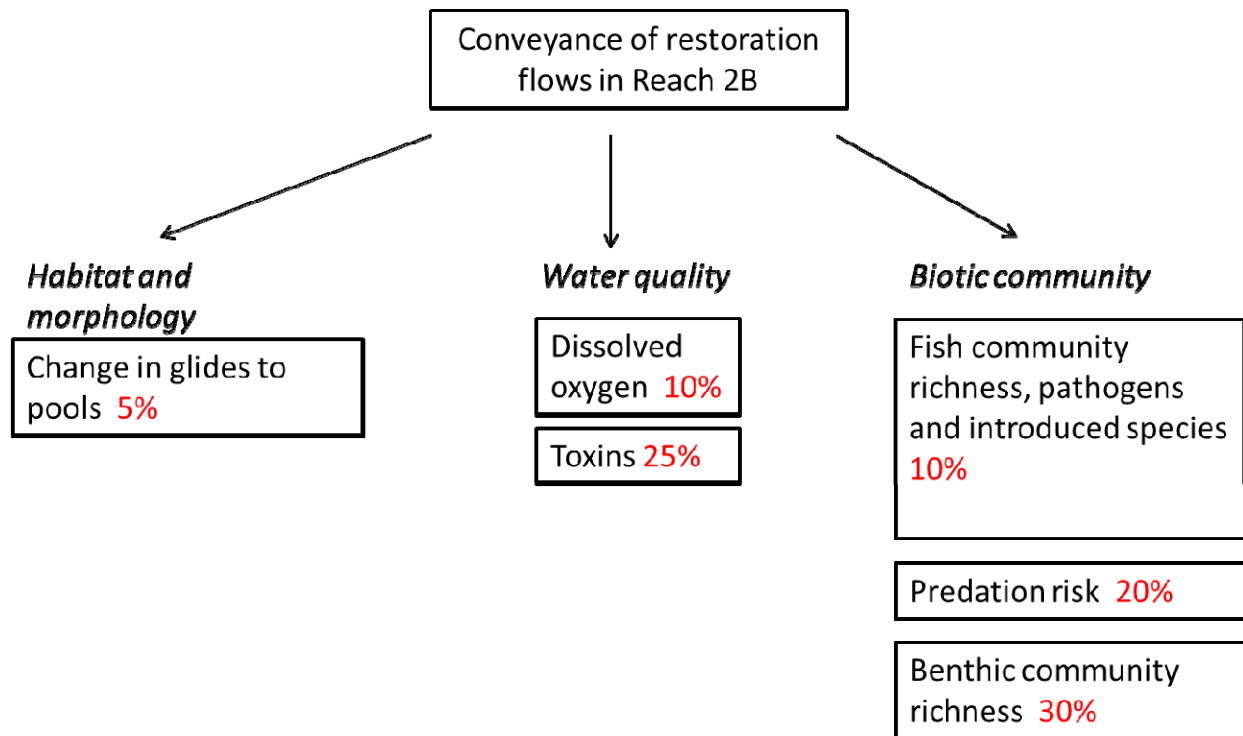 Conveyance of restoration
flows in Reach 2B
Habitat and
morphology
Change in glides to
pools 5%
Water quality
Dissolved
oxygen 10%
Toxins 25%
Biotic community
Fish community
richness, pathogens
and introduced species
10%
Predation risk 20%
Benthic community
richness 30%